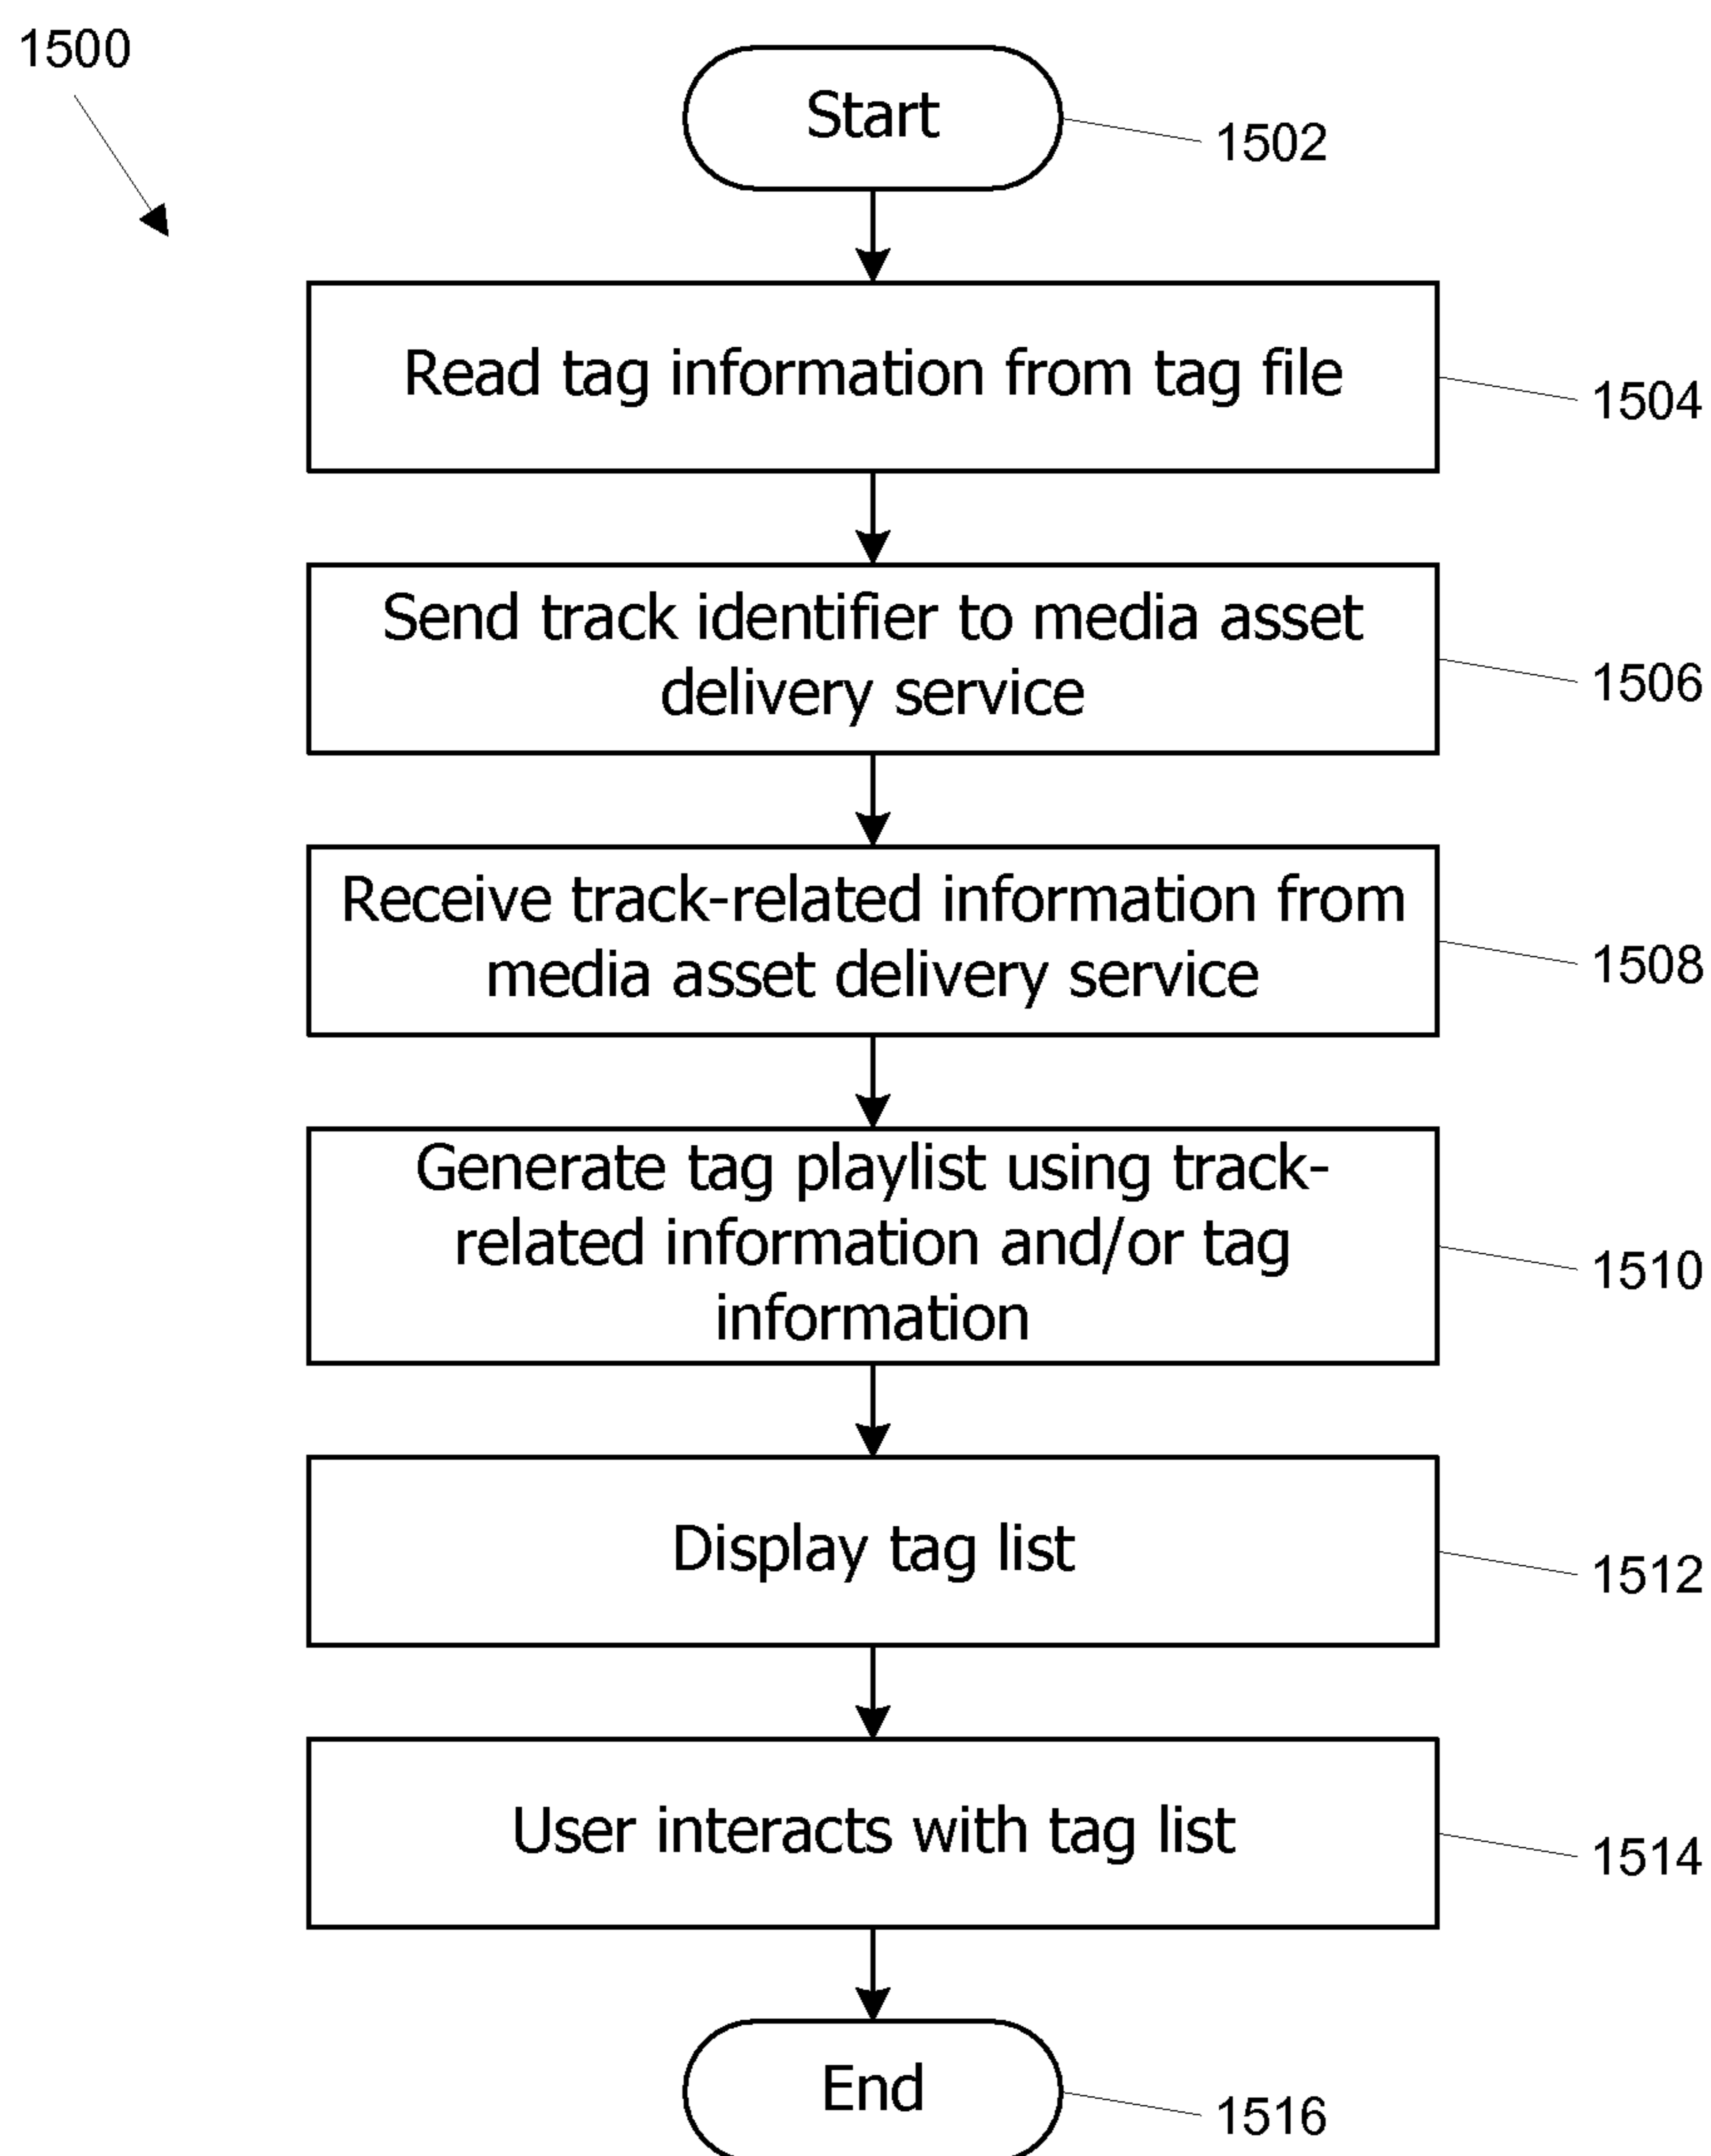 1500
Start
1502
Read tag information from tag file
1504
Send track identifier to media asset
delivery service
1506
Receive track-related information from
media asset delivery service
1508
Generate tag playlist using track-
related information and/or tag
information
1510
Display tag list
1512
User interacts with tag list
1514
End
1516